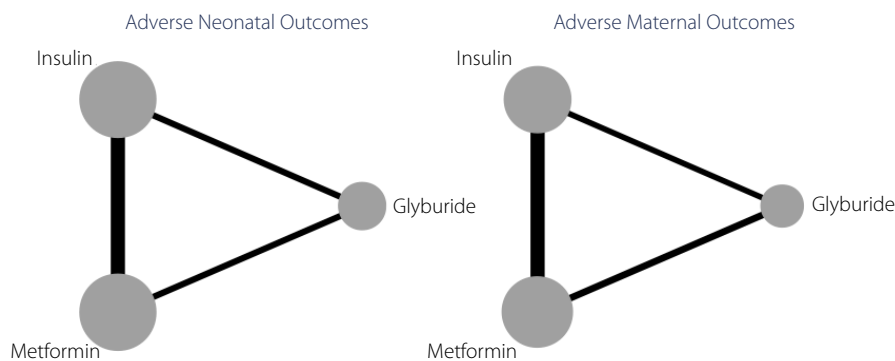 Adverse Neonatal Outcomes
Insulin
Glyburide
Metformin
Adverse Maternal Outcomes
Insulin
Glyburide
Metformin